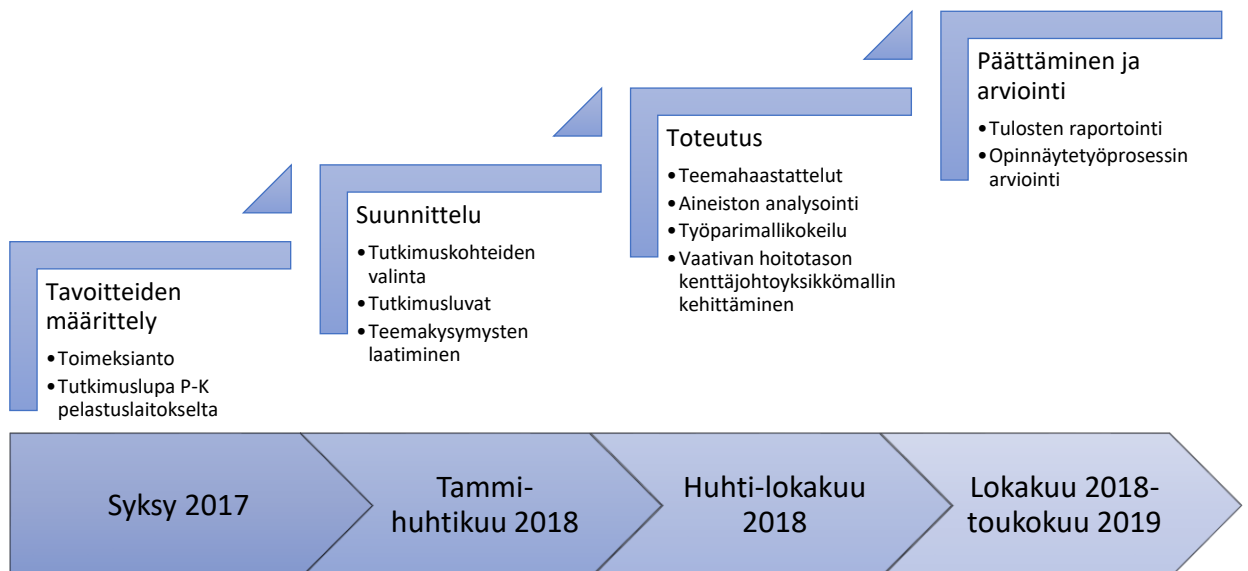 Tavoitteiden
määrittely
•Toimeksianto
•Tutkimuslupa P-K
pelastuslaitokselta
Suunnittelu
•Tutkimuskohteiden
valinta
•Tutkimusluvat
•Teemakysymysten
laatiminen
Toteutus
•Teemahaastattelut
•Aineiston analysointi
•Työparimallikokeilu
•Vaativan hoitotason
kenttäjohtoyksikkömallin
kehittäminen
Päättäminen ja
arviointi
•Tulosten raportointi
•Opinnäytetyöprosessin
arviointi
Syksy 2017
Tammi-
huhtikuu 2018
Huhti-lokakuu
2018
Lokakuu 2018-
toukokuu 2019